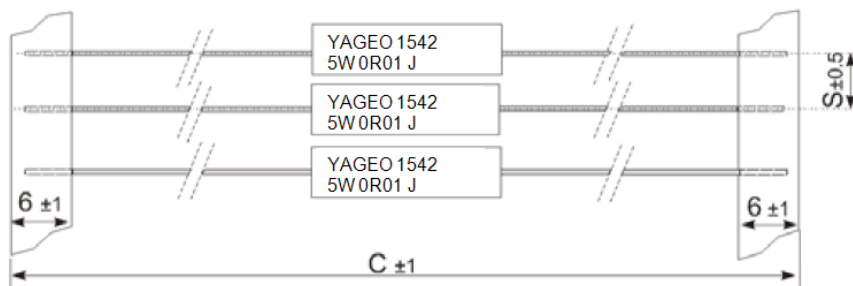 YAGEO 1542
5W 0R01 J
S±0.5
YAGEO 1542
5W 0R01 J
YAGEO 1542
5W 0R01 J
6 ±1
6 ±1
C ±1